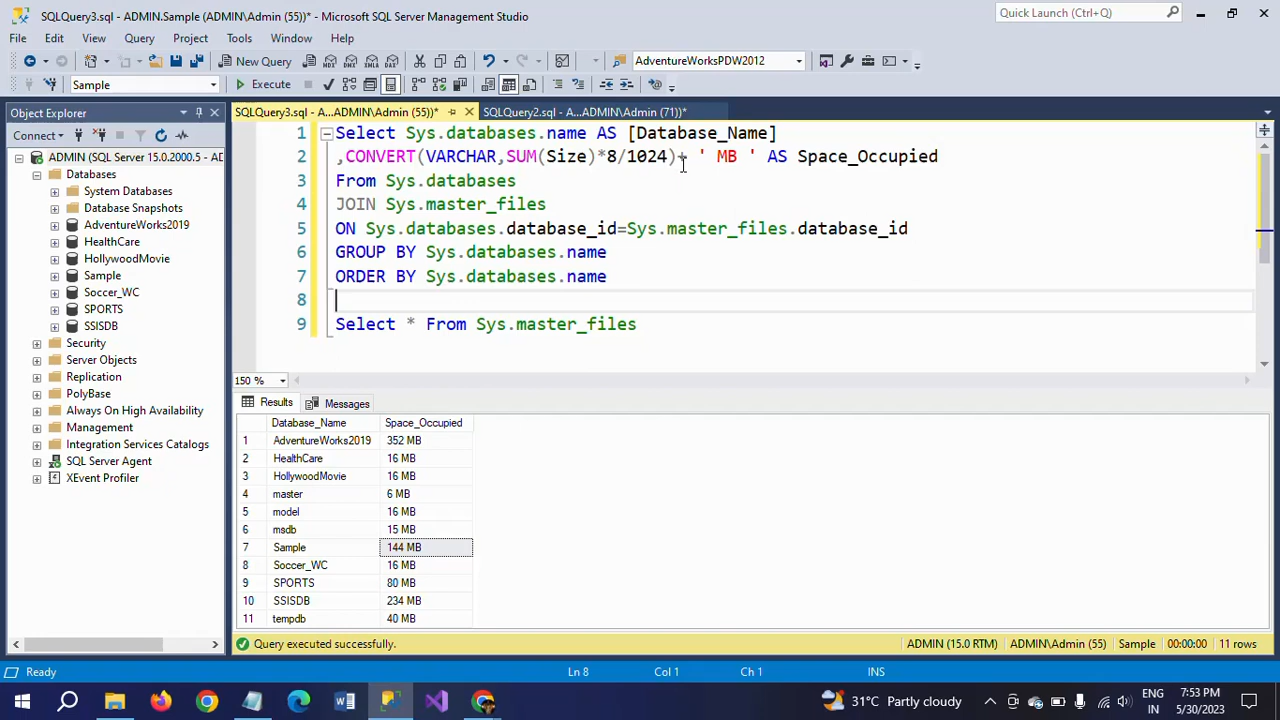 SQLQuery3.sql - ADMIN.Sample (ADMIN\Admin (55))* - Microsoft SQL Server Management Studio
Quick Launch (Ctrl+Q)
File Edit View Query Project Tools Window Help
New Query
MDX DMX XMLA DAX
AdventureWorksPDW2012
Sample
Execute
Object Explorer
Connect
ADMIN (SQL Server 15.0.2000.5 - ADMIN\Admin)
Databases
System Databases
Database Snapshots
AdventureWorks2019
HealthCare
HollywoodMovie
Sample
Soccer_WC
SPORTS
SSISDB
Security
Server Objects
Replication
PolyBase
Always On High Availability
Management
Integration Services Catalogs
SQL Server Agent
XEvent Profiler
SQLQuery3.sql - A...ADMIN\Admin (55))*
SQLQuery2.sql - A...ADMIN\Admin (71))*
1 Select Sys.databases.name AS [Database_Name]
2 ,CONVERT(VARCHAR,SUM(Size)*8/1024)+ ' MB ' AS Space_Occupied
3 From Sys.databases
4 JOIN Sys.master_files
5 ON Sys.databases.database_id=Sys.master_files.database_id
6 GROUP BY Sys.databases.name
7 ORDER BY Sys.databases.name
8
9 Select * From Sys.master_files
150 %
Results Messages
Database_Name Space_Occupied
1 AdventureWorks2019 352 MB
2 HealthCare 16 MB
3 HollywoodMovie 16 MB
4 master 6 MB
5 model 16 MB
6 msdb 15 MB
7 Sample 144 MB
8 Soccer_WC 16 MB
9 SPORTS 80 MB
10 SSISDB 234 MB
11 tempdb 40 MB
Query executed successfully.
ADMIN (15.0 RTM) ADMIN\Admin (55) Sample 00:00:00 11 rows
Ready
Ln 8 Col 1 Ch 1 INS
31°C Partly cloudy
ENG
IN
7:53 PM
5/30/2023